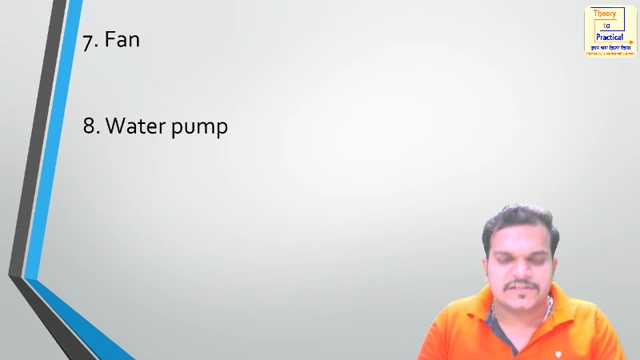 7. Fan
8. Water pump
Theory
to
Practical